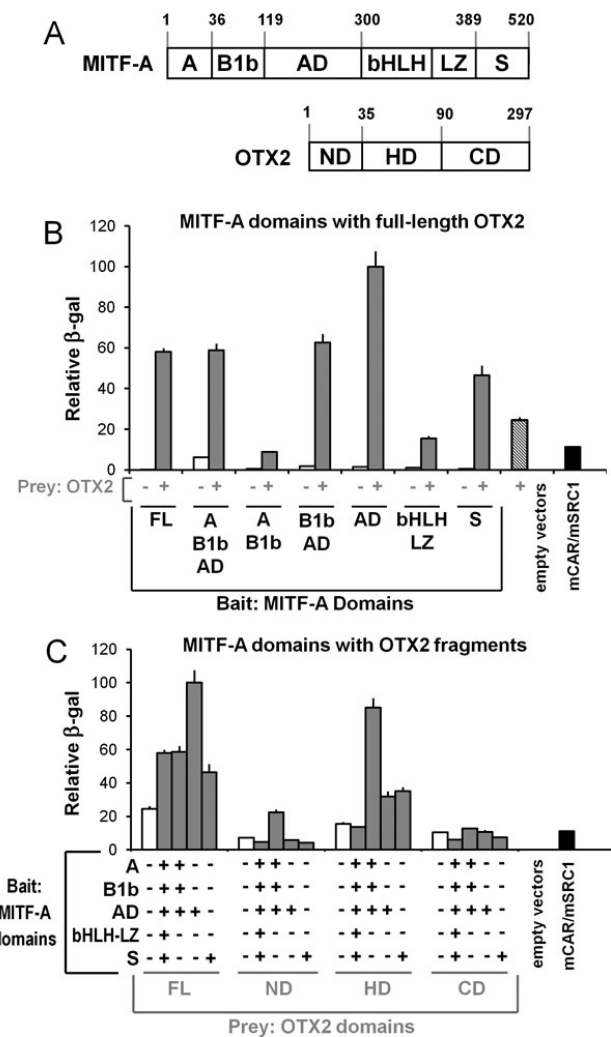 A
1 36 119 300 389 520
MITF-A A B1b AD bHLH LZ S
1 35 90 297
OTX2 ND HD CD
B MITF-A domains with full-length OTX2
Relative β-gal
120
100
80
60
40
20
0
Prey: OTX2 - + - + - + - + - + - + - + +
FL A A B1b AD bHLH S
B1b B1b AD LZ
AD
Bait: MITF-A Domains
empty vectors
mCAR/mSRC1
C MITF-A domains with OTX2 fragments
Relative β-gal
120
100
80
60
40
20
0
Bait:
MITF-A
domains
A - + + - - - + + - - - + + - - - + + - -
B1b - + + - - - + + - - - + + - - - + + - -
AD - + + + - - + + + - - + + + - - + + + -
bHLH-LZ - + - - - - + - - - - + - - - - + - - -
S - + - - + - + - - + - + - - + - + - - +
FL ND HD CD
Prey: OTX2 domains
empty vectors
mCAR/mSRC1